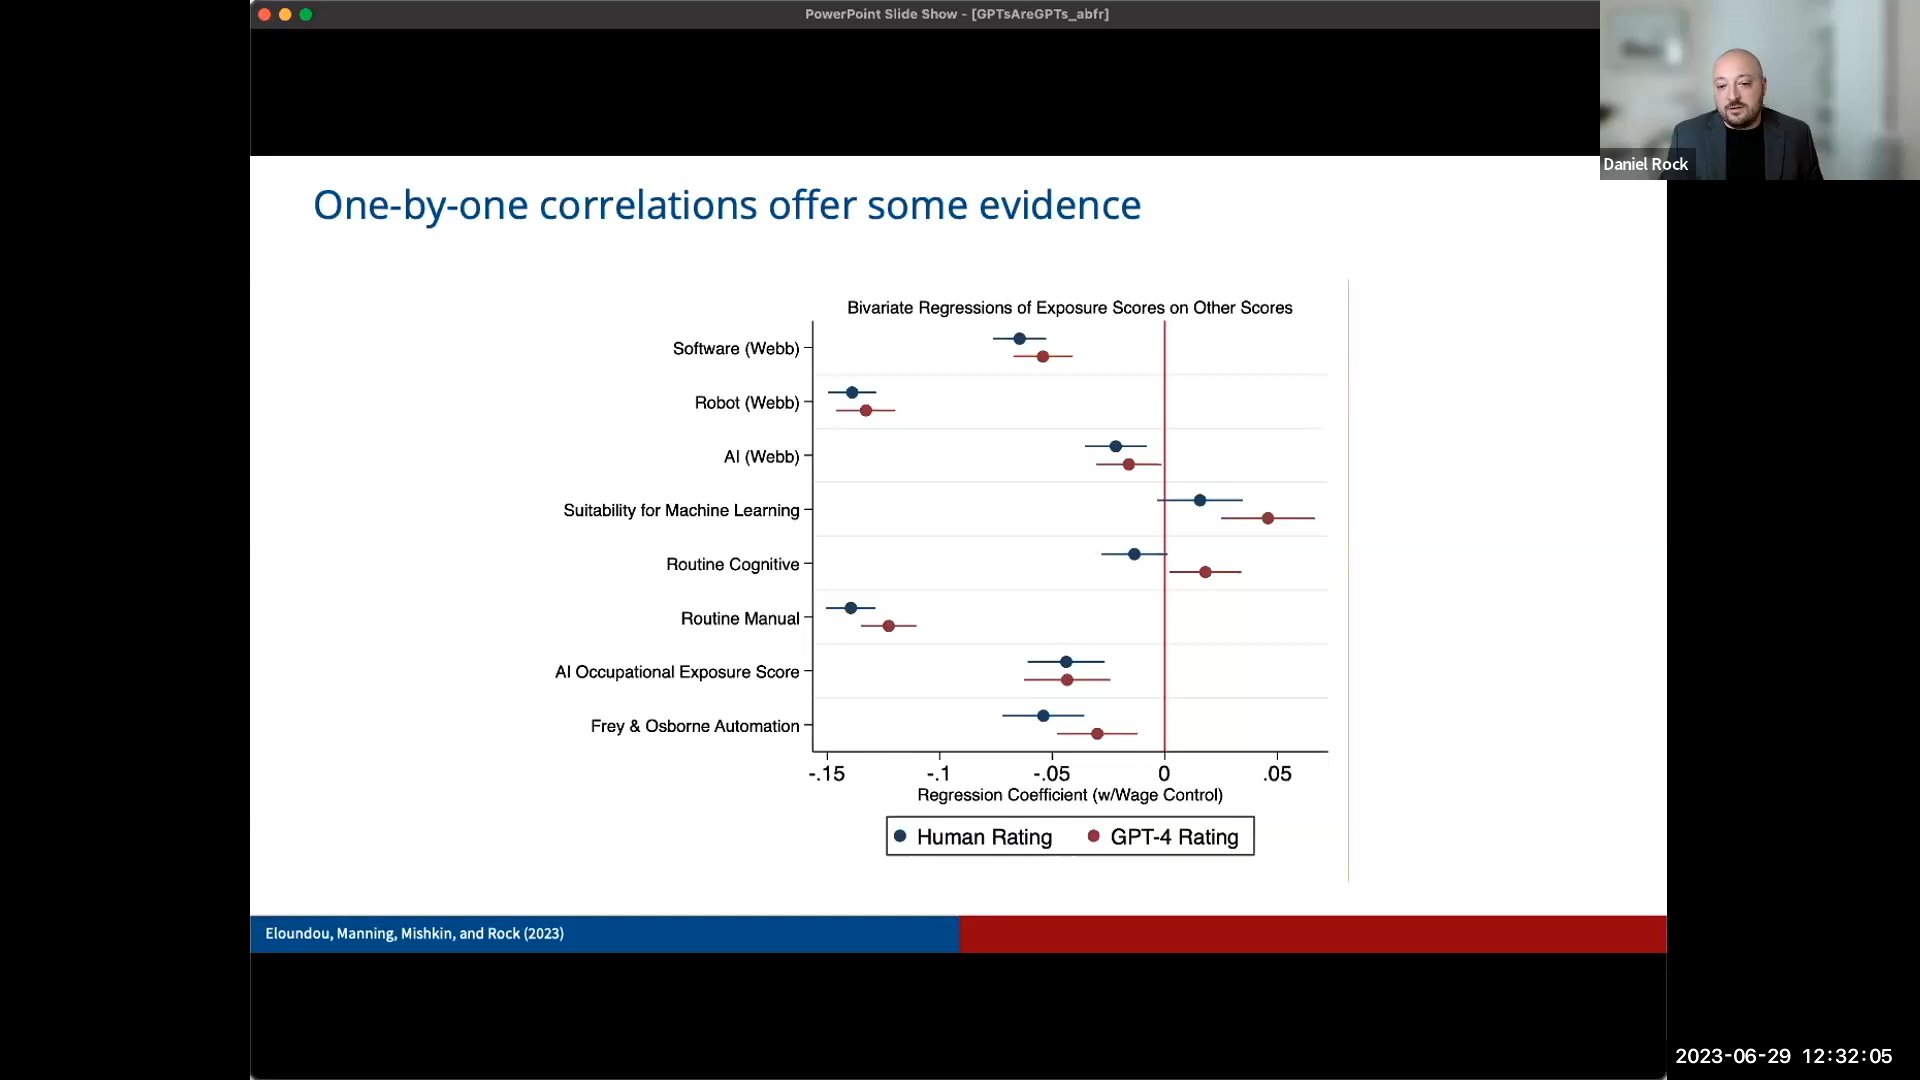 PowerPoint Slide Show - [GPTsAreGPTs_abfr]
Daniel Rock
One-by-one correlations offer some evidence
Bivariate Regressions of Exposure Scores on Other Scores
Software (Webb)
Robot (Webb)
AI (Webb)
Suitability for Machine Learning
Routine Cognitive
Routine Manual
AI Occupational Exposure Score
Frey & Osborne Automation
-.15 -.1 -.05 0 .05
Regression Coefficient (w/Wage Control)
Human Rating GPT-4 Rating
Eloundou, Manning, Mishkin, and Rock (2023)
2023-06-29 12:32:05